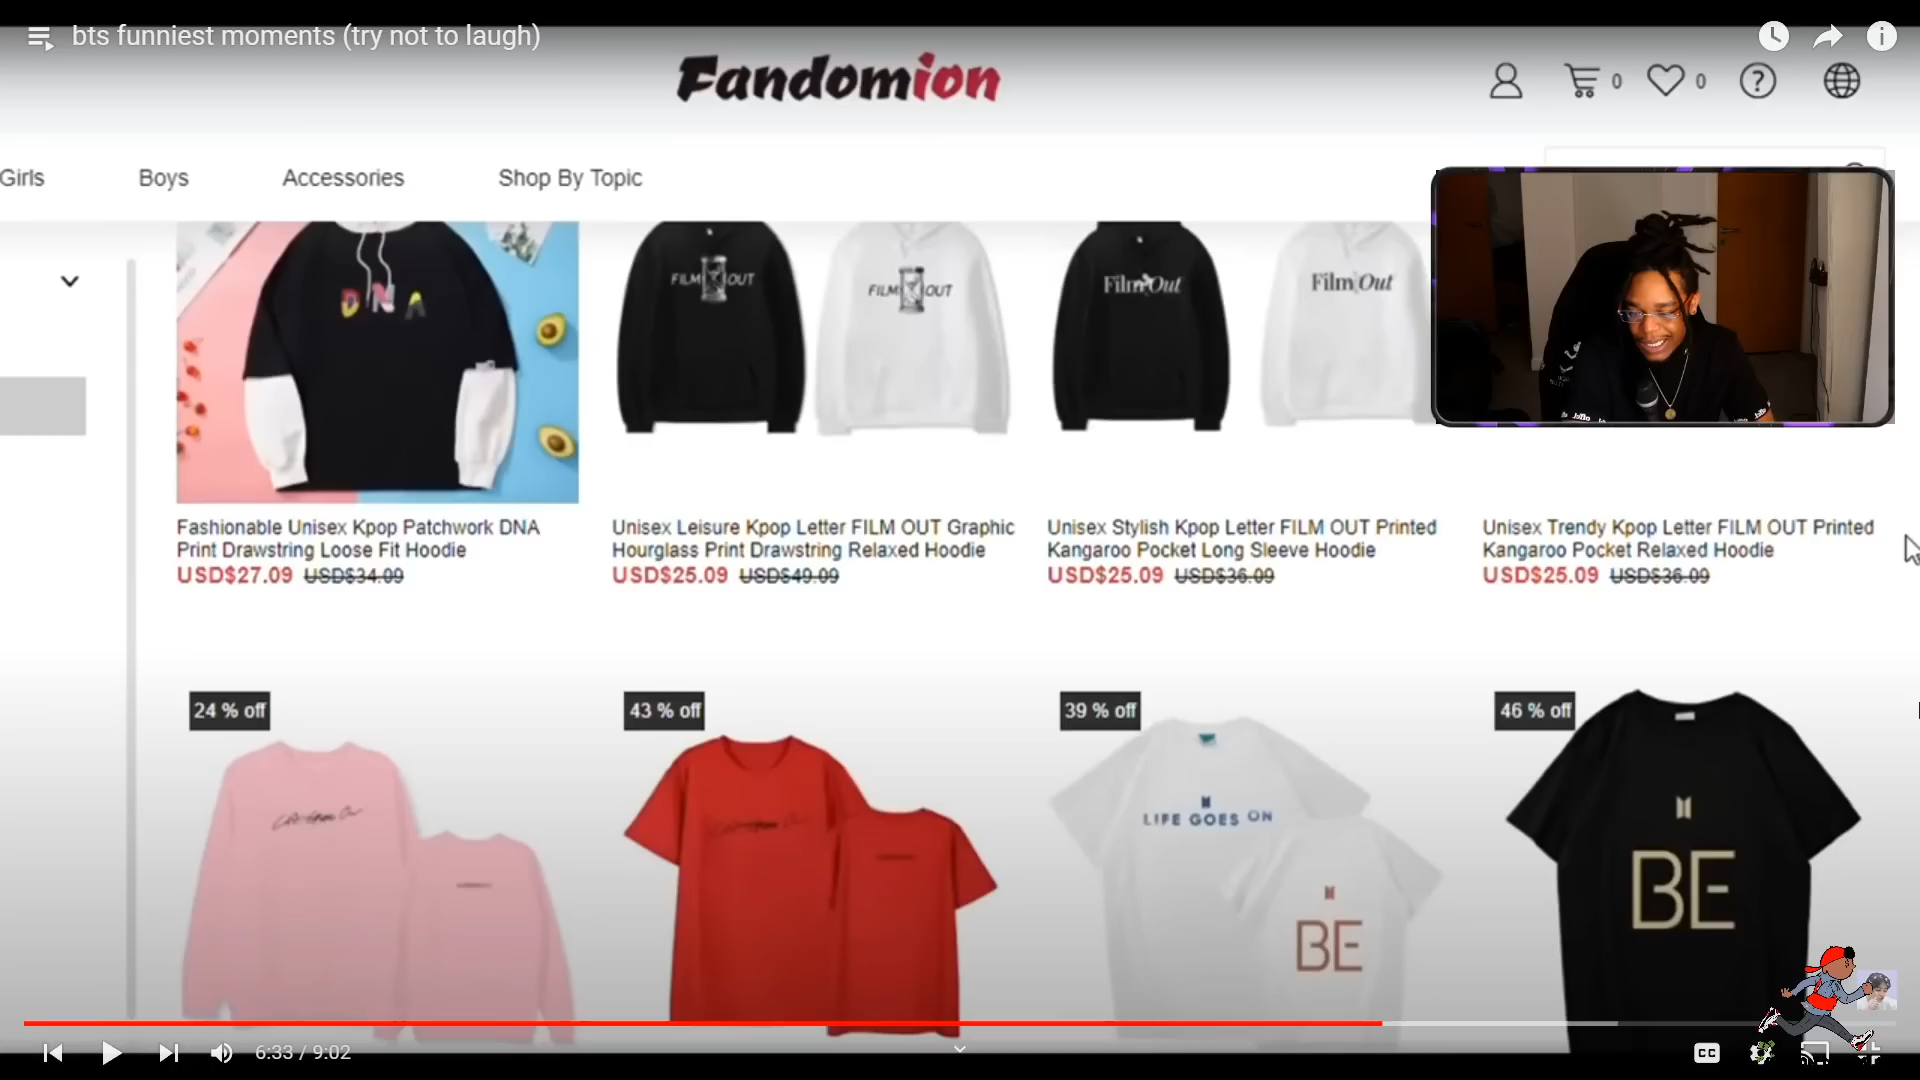 bts funniest moments (try not to laugh)
Fandomion
0
0
Girls
Boys
Accessories
Shop By Topic
DNA
FILM OUT
FILM OUT
Film Out
Film Out
Fashionable Unisex Kpop Patchwork DNA
Print Drawstring Loose Fit Hoodie
USD$27.09 USD$34.09
Unisex Leisure Kpop Letter FILM OUT Graphic
Hourglass Print Drawstring Relaxed Hoodie
USD$25.09 USD$49.09
Unisex Stylish Kpop Letter FILM OUT Printed
Kangaroo Pocket Long Sleeve Hoodie
USD$25.09 USD$36.09
Unisex Trendy Kpop Letter FILM OUT Printed
Kangaroo Pocket Relaxed Hoodie
USD$25.09 USD$36.09
24 % off
43 % off
39 % off
46 % off
Life Goes On
LIFE GOES ON
BE
BE
6:33 / 9:02
CC